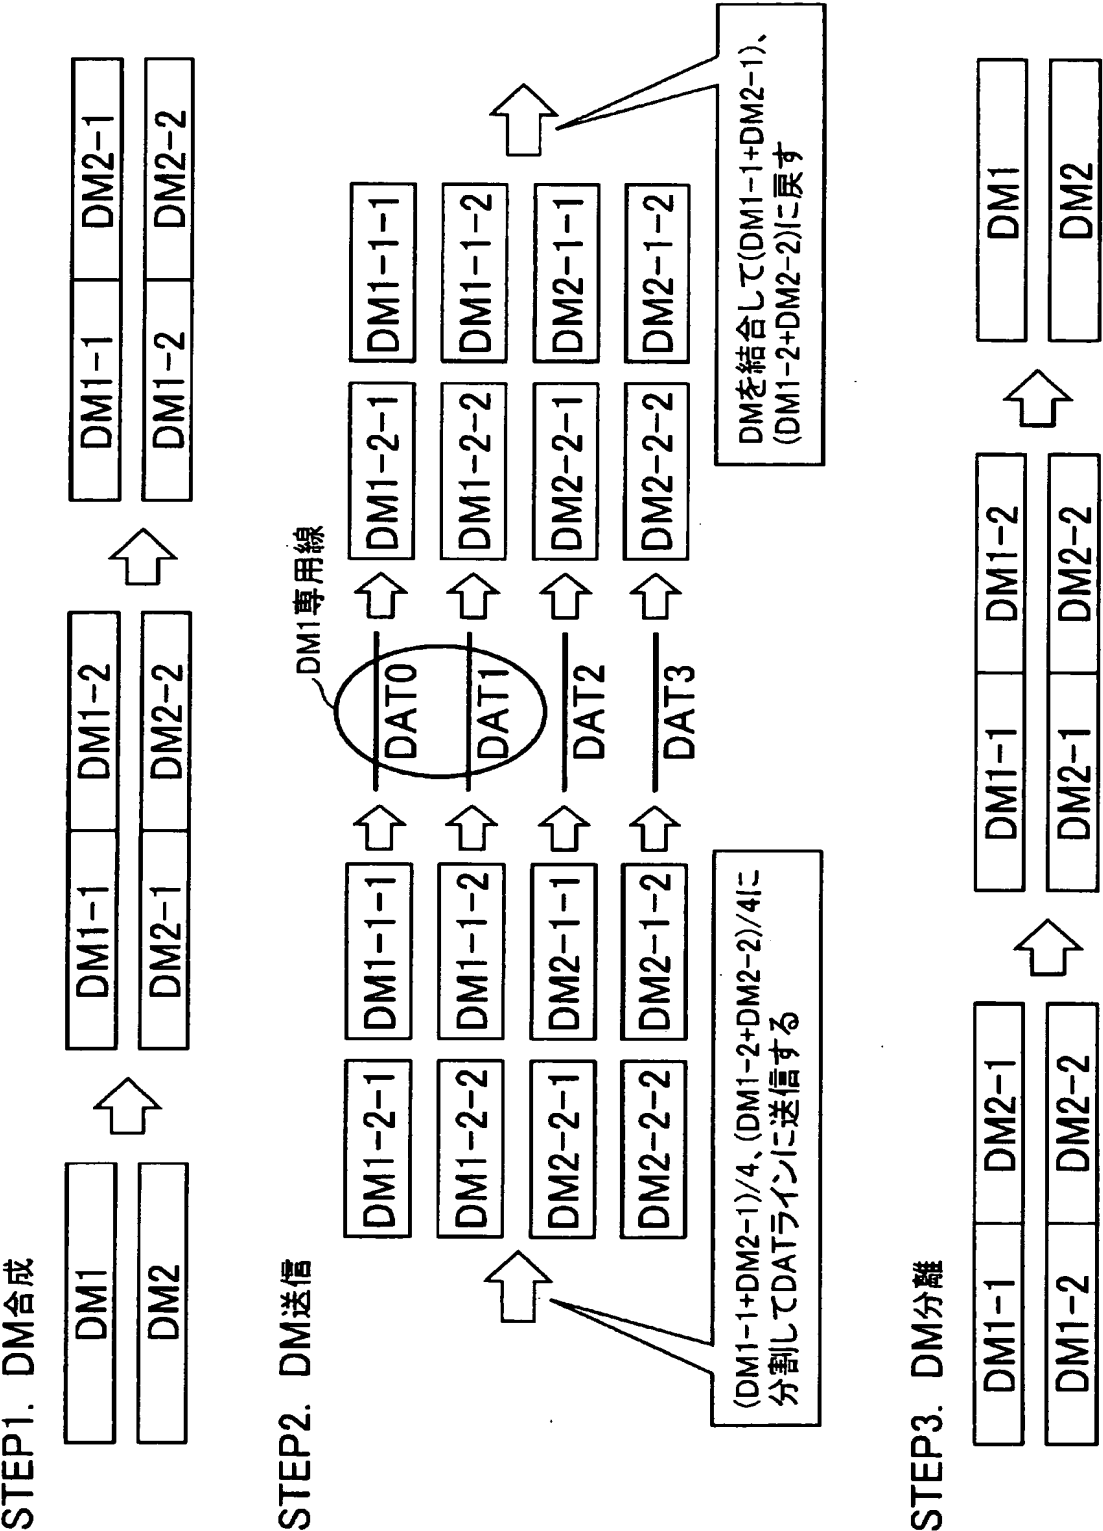 STEP1. DM合成
DM1
DM2
DM1-1 DM1-2
DM2-1 DM2-2
DM1-1 DM2-1
DM1-2 DM2-2
STEP2. DM送信
DM1専用線
DM1-2-1 DM1-1-1 DAT0 DM1-2-1 DM1-1-1
DM1-2-2 DM1-1-2 DAT1 DM1-2-2 DM1-1-2
DM2-2-1 DM2-1-1 DAT2 DM2-2-1 DM2-1-1
DM2-2-2 DM2-1-2 DAT3 DM2-2-2 DM2-1-2
(DM1-1+DM2-1)/4、(DM1-2+DM2-2)/4に
分割してDATラインに送信する
DMを結合して(DM1-1+DM2-1)、
(DM1-2+DM2-2)に戻す
STEP3. DM分離
DM1-1 DM2-1
DM1-2 DM2-2
DM1-1 DM1-2
DM2-1 DM2-2
DM1
DM2